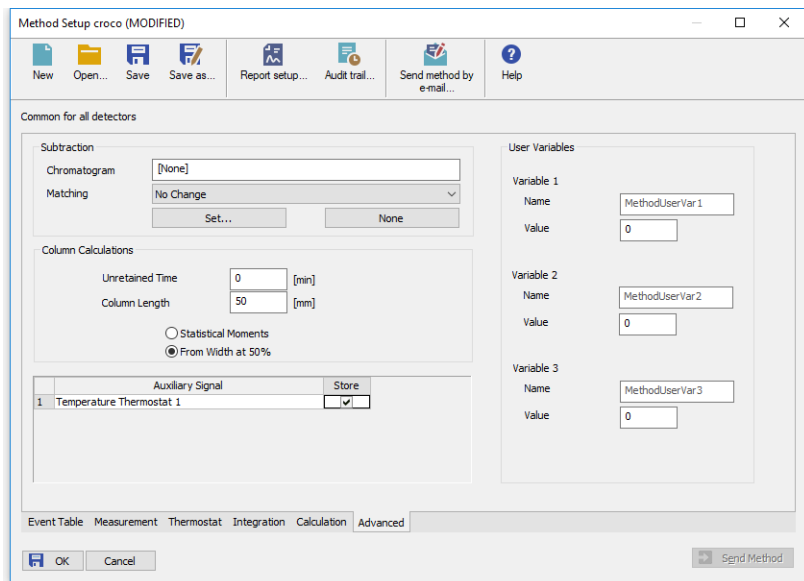 Method Setup croco (MODIFIED)
New Open... Save Save as... Report setup... Audit trail... Send method by e-mail... Help
Common for all detectors
Subtraction
Chromatogram [None]
Matching No Change
Set... None
Column Calculations
Unretained Time 0 [min]
Column Length 50 [mm]
Statistical Moments
From Width at 50%
Auxiliary Signal Store
1 Temperature Thermostat 1
User Variables
Variable 1
Name MethodUserVar1
Value 0
Variable 2
Name MethodUserVar2
Value 0
Variable 3
Name MethodUserVar3
Value 0
Event Table Measurement Thermostat Integration Calculation Advanced
OK Cancel Send Method